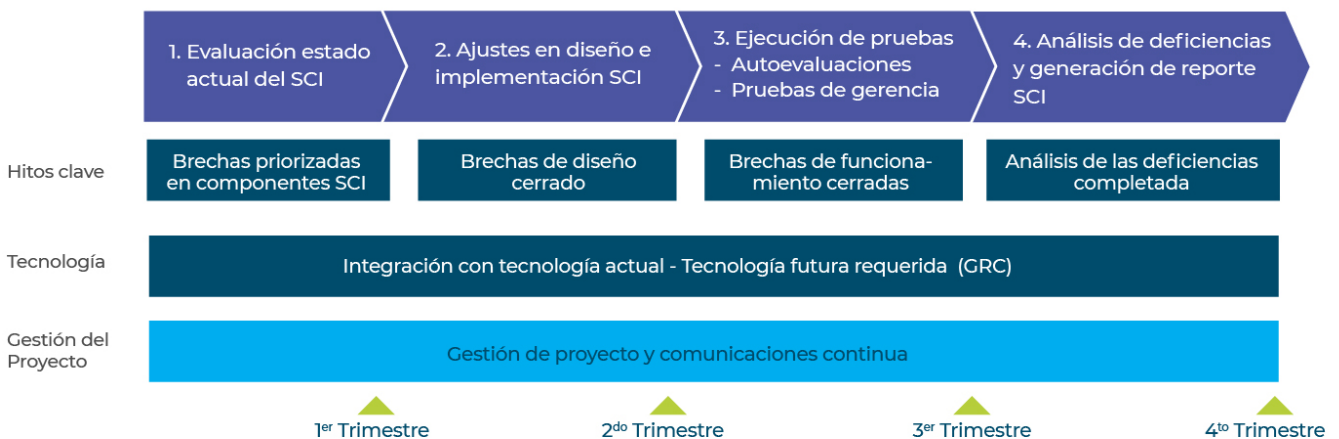 1. Evaluación estado
actual del SCI
2. Ajustes en diseño e
implementación SCI
3. Ejecución de pruebas
- Autoevaluaciones
- Pruebas de gerencia
4. Análisis de deficiencias
y generación de reporte
SCI
Hitos clave
Brechas priorizadas
en componentes SCI
Brechas de diseño
cerrado
Brechas de funciona-
miento cerradas
Análisis de las deficiencias
completada
Tecnología
Integración con tecnología actual - Tecnología futura requerida (GRC)
Gestión del
Proyecto
Gestión de proyecto y comunicaciones continua
1er Trimestre
2do Trimestre
3er Trimestre
4to Trimestre